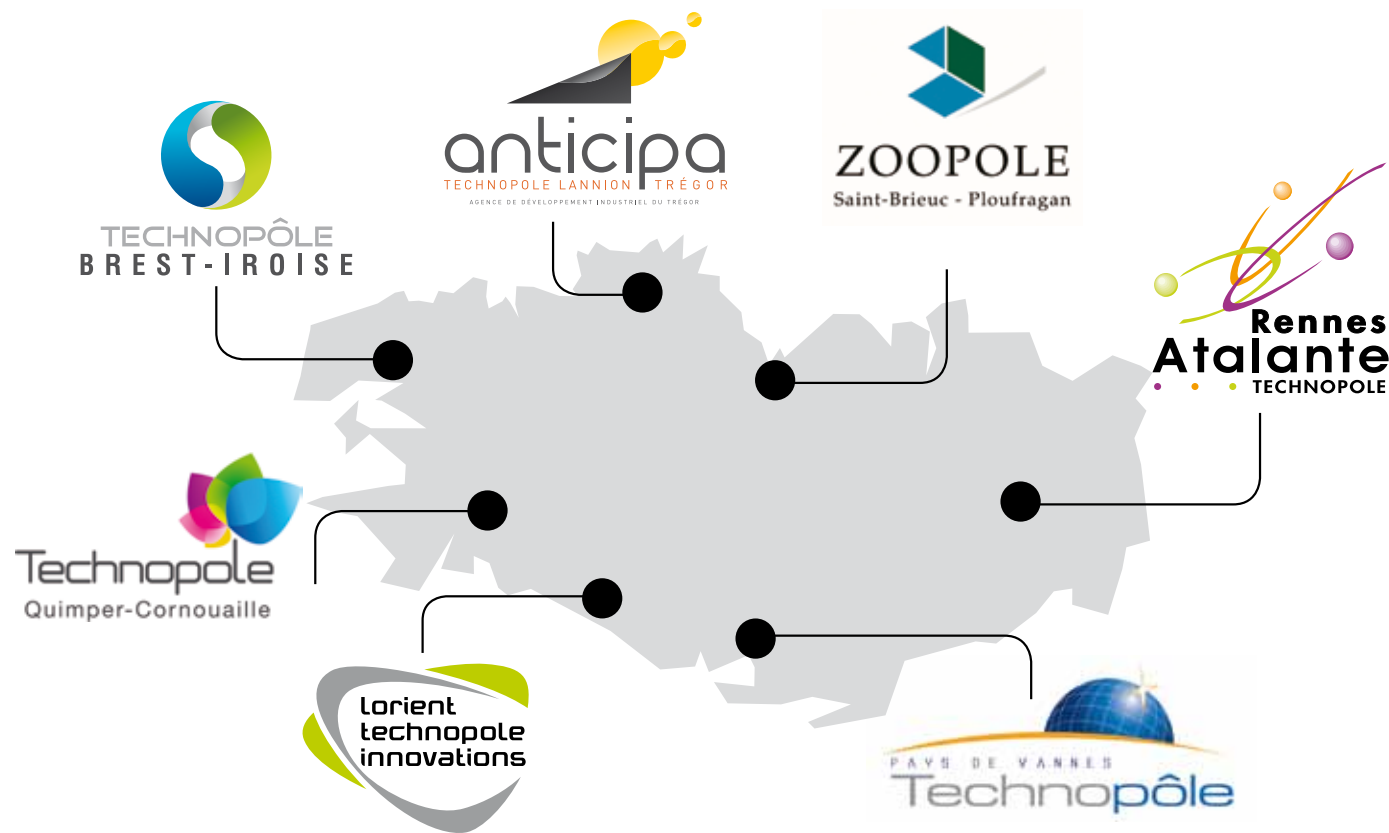 anticipa
TECHNOPOLE LANNION TRÉGOR
AGENCE DE DÉVELOPPEMENT INDUSTRIEL DU TRÉGOR
ZOOPOLE
Saint-Brieuc - Ploufragan
TECHNOPÔLE
BREST-IROISE
Rennes
Atalante
TECHNOPOLE
Technopole
Quimper-Cornouaille
lorient
technopole
innovations
PAYS DE VANNES
Technopôle